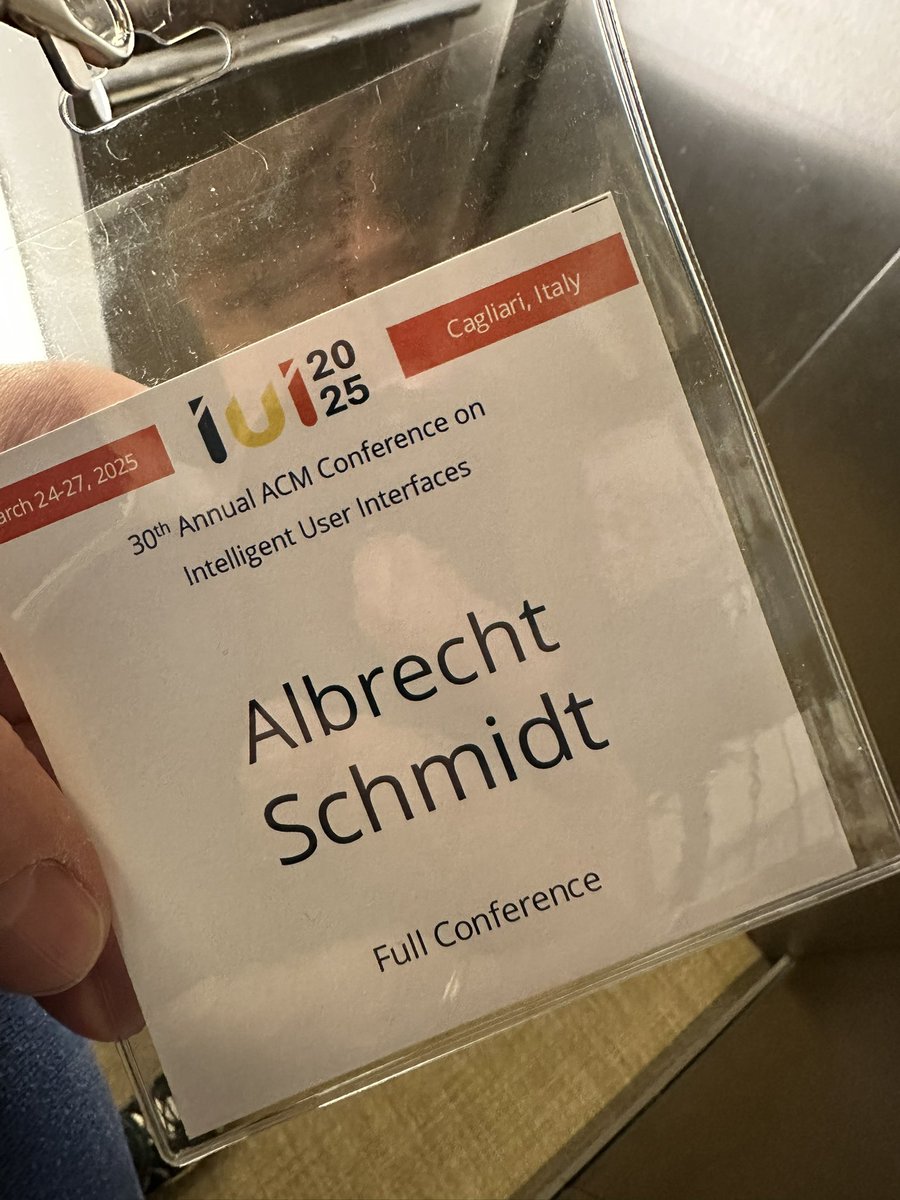 arch 24-27, 2025
iui 20
25
Cagliari, Italy
30th Annual ACM Conference on
Intelligent User Interfaces
Albrecht
Schmidt
Full Conference